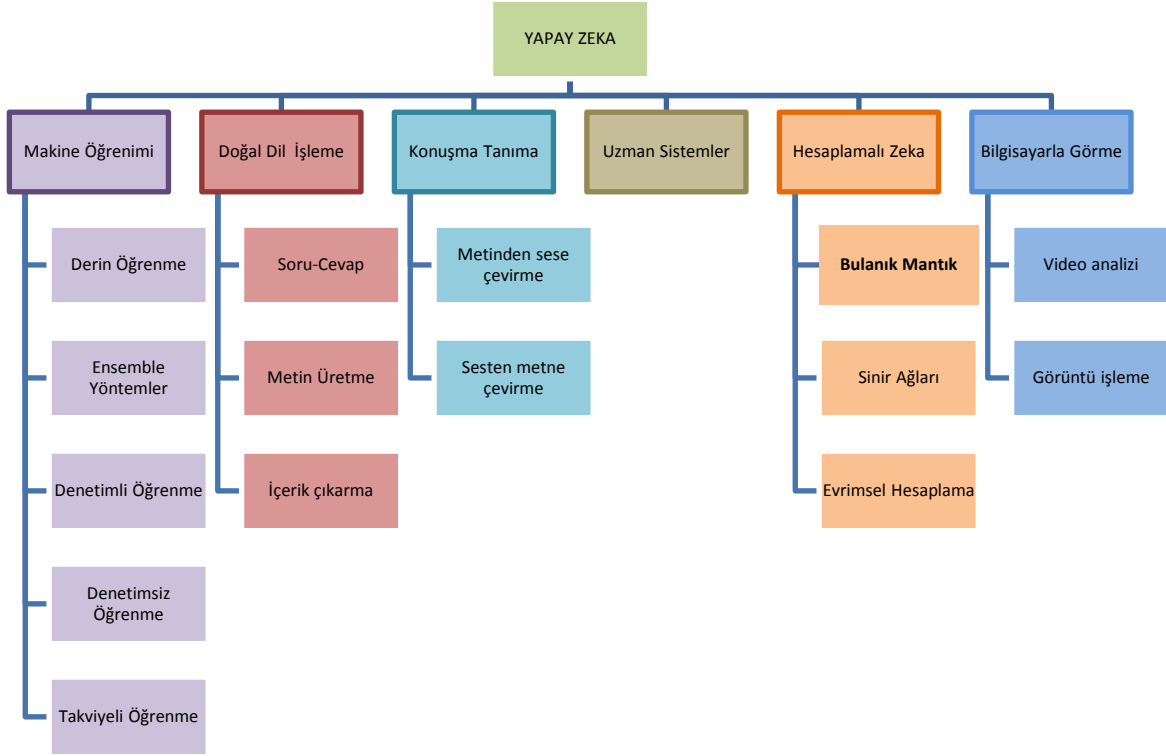 YAPAY ZEKA
Makine Öğrenimi
Doğal Dil İşleme
Konuşma Tanıma
Uzman Sistemler
Hesaplamalı Zeka
Bilgisayarla Görme
Derin Öğrenme
Ensemble
Yöntemler
Denetimli Öğrenme
Denetimsiz
Öğrenme
Takviyeli Öğrenme
Soru-Cevap
Metin Üretme
İçerik çıkarma
Metinden sese
çevirme
Sesten metne
çevirme
Bulanık Mantık
Sinir Ağları
Evrimsel Hesaplama
Video analizi
Görüntü işleme